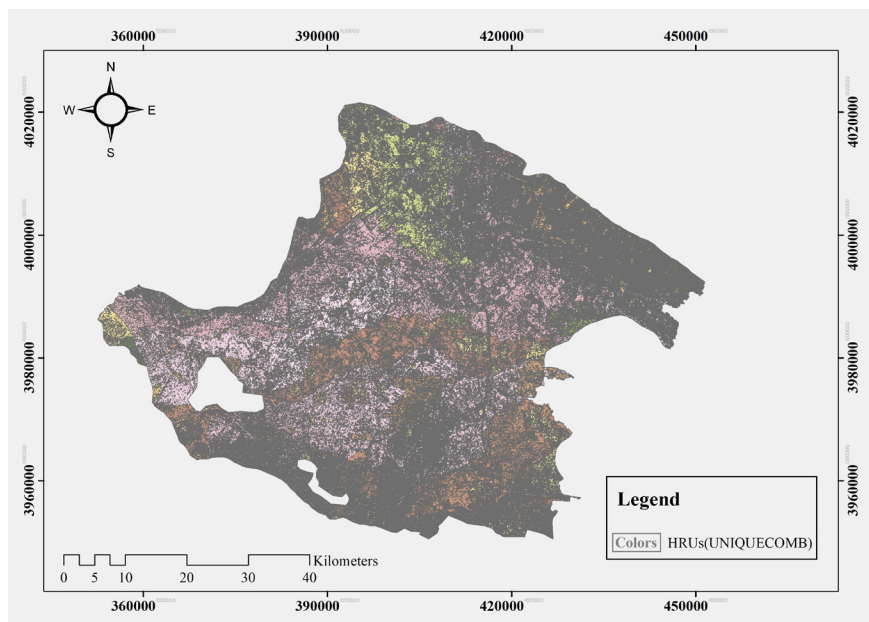 360000 390000 420000 450000
N
W E
S
4020000 4020000
4000000 4000000
3980000 3980000
3960000 3960000
Legend
Colors HRUs(UNIQUECOMB)
Kilometers
0 5 10 20 30 40
360000 390000 420000 450000